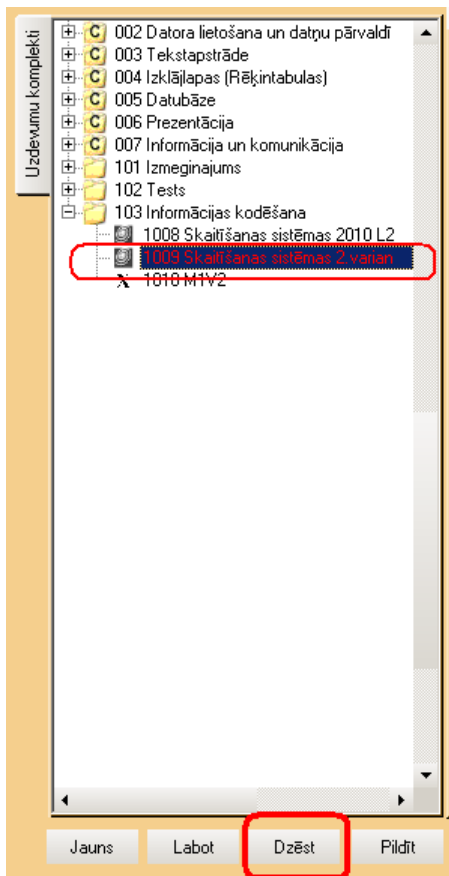 Uzdevumu komplekti
002 Datora lietošana un datņu pārvaldī
003 Tekstapstrāde
004 Izklājlapas (Rēķintabulas)
005 Datubāze
006 Prezentācija
007 Informācija un komunikācija
101 Izmeginajums
102 Tests
103 Informācijas kodēšana
1008 Skaitīšanas sistēmas 2010 L2
1009 Skaitīšanas sistēmas 2.varian
1010 M1V2
Jauns Labot Dzēst Pildīt